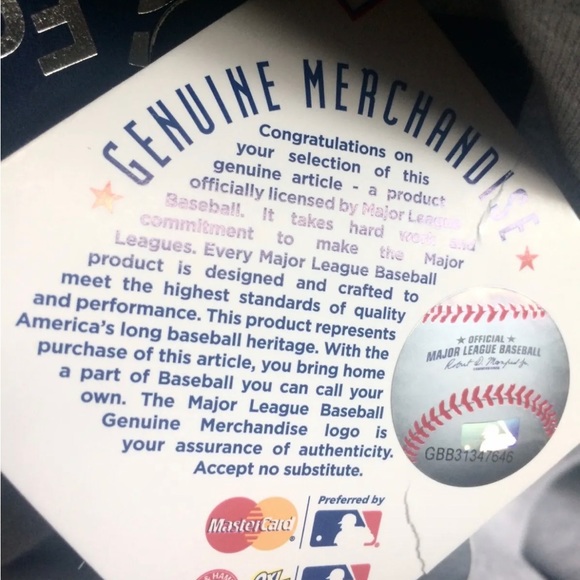 GENUINE MERCHANDISE
Congratulations on
your selection of this
genuine article - a product
officially licensed by Major League
Baseball. It takes hard work and
commitment to make the Major
Leagues. Every Major League Baseball
product is designed and crafted to
meet the highest standards of quality
and performance. This product represents
America's long baseball heritage. With the
purchase of this article, you bring home
a part of Baseball you can call your
own. The Major League Baseball
Genuine Merchandise logo is
your assurance of authenticity.
Accept no substitute.
★ OFFICIAL ★
MAJOR LEAGUE BASEBALL
GBB31347646
MasterCard
Preferred by
& HAM